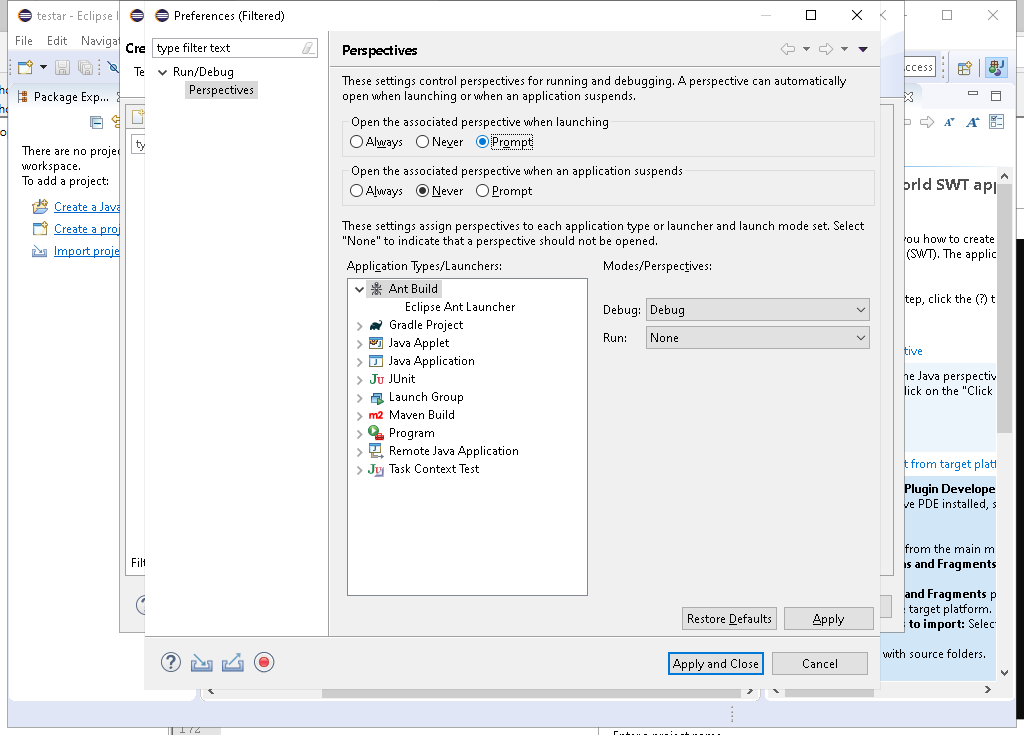 testar - Eclipse I
Preferences (Filtered)
File Edit Navigat
Cre
type filter text
Perspectives
Te
Run/Debug
Perspectives
These settings control perspectives for running and debugging. A perspective can automatically
open when launching or when an application suspends.
ccess
Package Exp...
Open the associated perspective when launching
Always Never Prompt
ty
There are no projec
workspace.
To add a project:
Create a Java
Create a proj
Import proje
Open the associated perspective when an application suspends
Always Never Prompt
These settings assign perspectives to each application type or launcher and launch mode set. Select
"None" to indicate that a perspective should not be opened.
Application Types/Launchers:
Modes/Perspectives:
Ant Build
Eclipse Ant Launcher
Gradle Project
Java Applet
Java Application
JUnit
Launch Group
Maven Build
Program
Remote Java Application
Task Context Test
Debug: Debug
Run: None
orld SWT app
you how to create
(SWT). The applic
tep, click the (?) t
tive
he Java perspectiv
lick on the "Click
t from target platf
Plugin Develope
ve PDE installed, s
from the main m
ns and Fragments
and Fragments p
e target platform.
s to import: Selec
with source folders.
Filt
Restore Defaults
Apply
Apply and Close
Cancel
172
Enter a project name